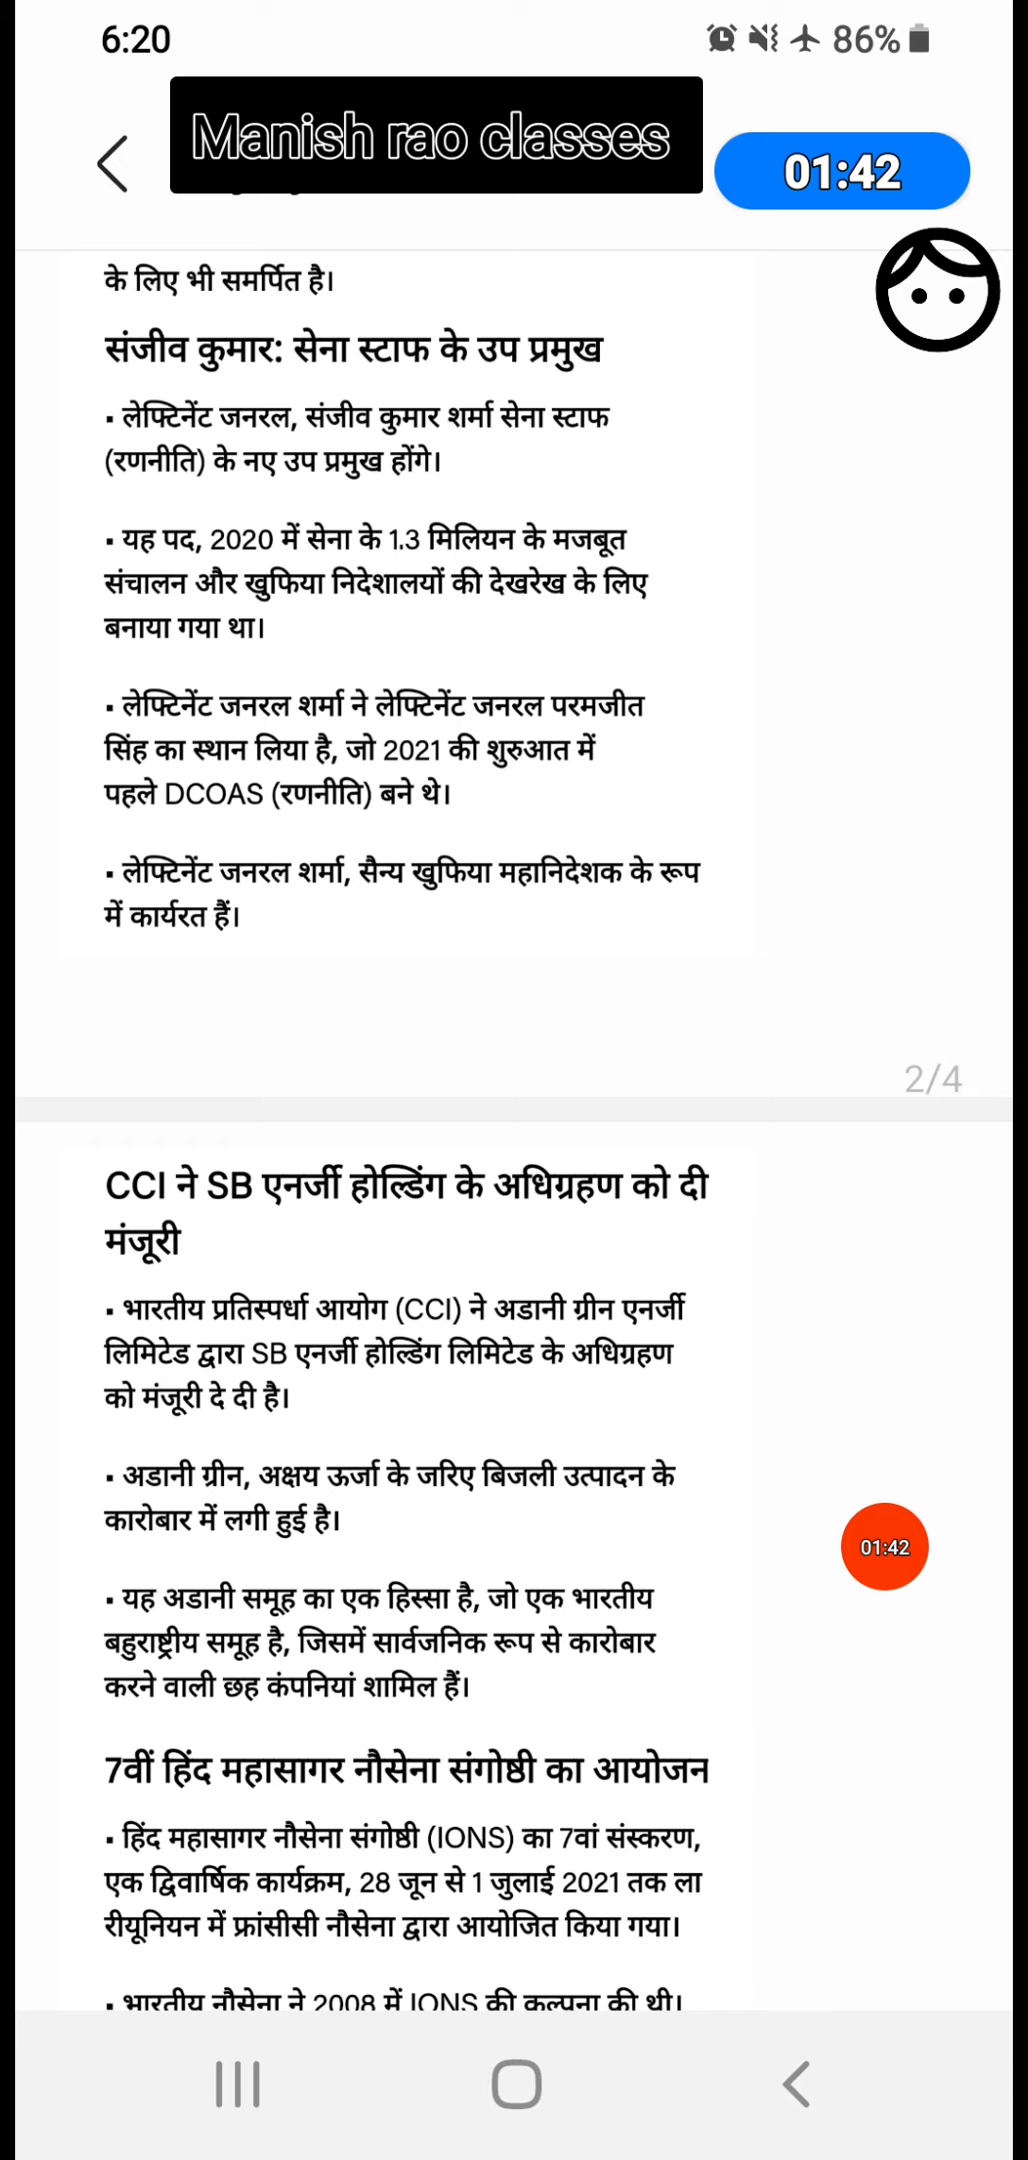 6:20
86%
Manish rao classes
01:42
के लिए भी समर्पित है।
संजीव कुमार: सेना स्टाफ के उप प्रमुख
▪ लेफ्टिनेंट जनरल, संजीव कुमार शर्मा सेना स्टाफ
(रणनीति) के नए उप प्रमुख होंगे।
▪ यह पद, 2020 में सेना के 1.3 मिलियन के मजबूत
संचालन और खुफिया निदेशालयों की देखरेख के लिए
बनाया गया था।
▪ लेफ्टिनेंट जनरल शर्मा ने लेफ्टिनेंट जनरल परमजीत
सिंह का स्थान लिया है, जो 2021 की शुरुआत में
पहले DCOAS (रणनीति) बने थे।
▪ लेफ्टिनेंट जनरल शर्मा, सैन्य खुफिया महानिदेशक के रूप
में कार्यरत हैं।
2/4
CCI ने SB एनर्जी होल्डिंग के अधिग्रहण को दी
मंजूरी
▪ भारतीय प्रतिस्पर्धा आयोग (CCI) ने अडानी ग्रीन एनर्जी
लिमिटेड द्वारा SB एनर्जी होल्डिंग लिमिटेड के अधिग्रहण
को मंजूरी दे दी है।
▪ अडानी ग्रीन, अक्षय ऊर्जा के जरिए बिजली उत्पादन के
कारोबार में लगी हुई है।
01:42
▪ यह अडानी समूह का एक हिस्सा है, जो एक भारतीय
बहुराष्ट्रीय समूह है, जिसमें सार्वजनिक रूप से कारोबार
करने वाली छह कंपनियां शामिल हैं।
7वीं हिंद महासागर नौसेना संगोष्ठी का आयोजन
▪ हिंद महासागर नौसेना संगोष्ठी (IONS) का 7वां संस्करण,
एक द्विवार्षिक कार्यक्रम, 28 जून से 1 जुलाई 2021 तक ला
रीयूनियन में फ्रांसीसी नौसेना द्वारा आयोजित किया गया।
▪ भारतीय नौसेना ने 2008 में IONS की कल्पना की थी।